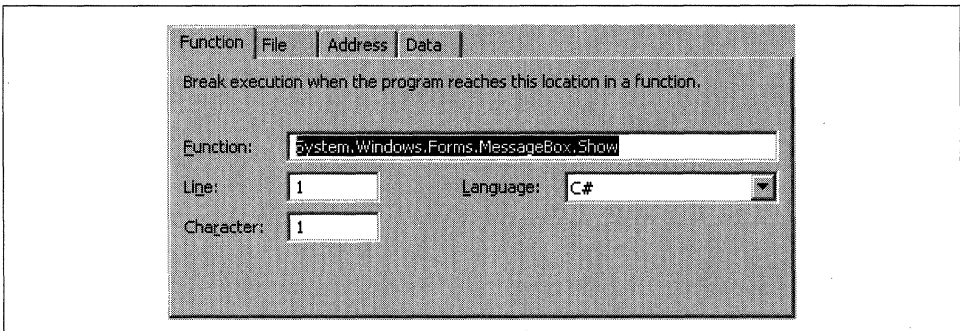 Function File Address Data
Break execution when the program reaches this location in a function.
Function: System.Windows.Forms.MessageBox.Show
Line: 1 Language: C#
Character: 1